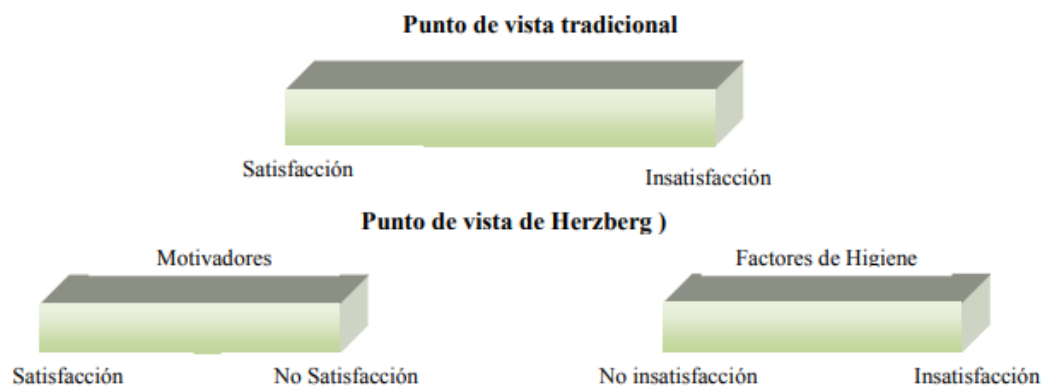 Punto de vista tradicional
Satisfacción
Insatisfacción
Punto de vista de Herzberg )
Motivadores
Factores de Higiene
Satisfacción
No Satisfacción
No insatisfacción
Insatisfacción